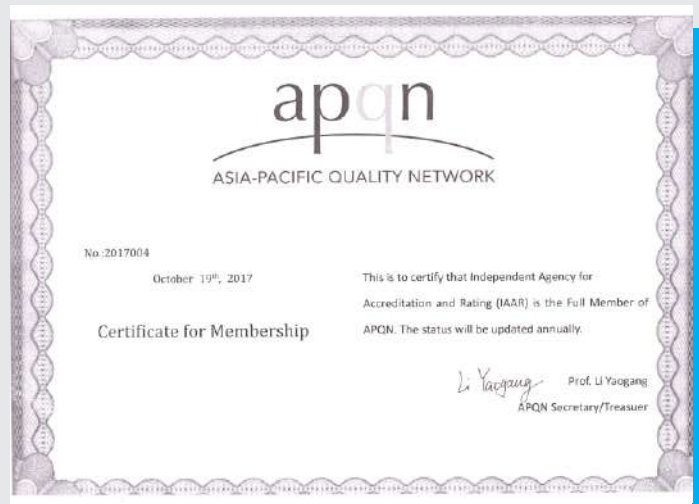 apqn
ASIA-PACIFIC QUALITY NETWORK
No.:2017004
October 19th, 2017
Certificate for Membership
This is to certify that Independent Agency for
Accreditation and Rating (IAAR) is the Full Member of
APQN. The status will be updated annually.
Li Yaogang
Prof. Li Yaogang
APQN Secretary/Treasuer